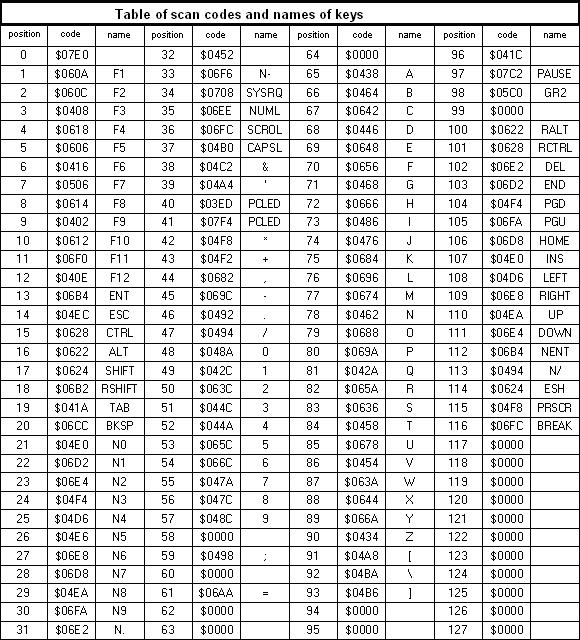 Table of scan codes and names of keys
position code name position code name position code name position code name
0 $07E0 32 $0452 64 $0000 96 $041C
1 $060A F1 33 $06F6 N- 65 $0438 A 97 $07C2 PAUSE
2 $060C F2 34 $0708 SYSRQ 66 $0464 B 98 $05C0 GR2
3 $0408 F3 35 $06EE NUML 67 $0642 C 99 $0000
4 $0618 F4 36 $06FC SCROL 68 $0446 D 100 $0622 RALT
5 $0606 F5 37 $04B0 CAPSL 69 $0648 E 101 $0628 RCTRL
6 $0416 F6 38 $04C2 & 70 $0656 F 102 $06E2 DEL
7 $0506 F7 39 $04A4 ' 71 $0468 G 103 $06D2 END
8 $0614 F8 40 $03ED PCLED 72 $0666 H 104 $04F4 PGD
9 $0402 F9 41 $07F4 PCLED 73 $0486 I 105 $06FA PGU
10 $0612 F10 42 $04F8 * 74 $0476 J 106 $06D8 HOME
11 $06F0 F11 43 $04F2 + 75 $0684 K 107 $04E0 INS
12 $040E F12 44 $0682 , 76 $0696 L 108 $04D6 LEFT
13 $06B4 ENT 45 $069C - 77 $0674 M 109 $06E8 RIGHT
14 $04EC ESC 46 $0492 . 78 $0462 N 110 $04EA UP
15 $0628 CTRL 47 $0494 / 79 $0688 O 111 $06E4 DOWN
16 $0622 ALT 48 $048A 0 80 $069A P 112 $06B4 NENT
17 $0624 SHIFT 49 $042C 1 81 $042A Q 113 $0494 N/
18 $06B2 RSHIFT 50 $063C 2 82 $065A R 114 $0624 ESH
19 $041A TAB 51 $044C 3 83 $0636 S 115 $04F8 PRSCR
20 $06CC BKSP 52 $044A 4 84 $0458 T 116 $06FC BREAK
21 $04E0 N0 53 $065C 5 85 $0678 U 117 $0000
22 $06D2 N1 54 $066C 6 86 $0454 V 118 $0000
23 $06E4 N2 55 $047A 7 87 $063A W 119 $0000
24 $04F4 N3 56 $047C 8 88 $0644 X 120 $0000
25 $04D6 N4 57 $048C 9 89 $066A Y 121 $0000
26 $04E6 N5 58 $0000 90 $0434 Z 122 $0000
27 $06E8 N6 59 $0498 ; 91 $04A8 [ 123 $0000
28 $06D8 N7 60 $0000 92 $04BA \ 124 $0000
29 $04EA N8 61 $06AA = 93 $04B6 ] 125 $0000
30 $06FA N9 62 $0000 94 $0000 126 $0000
31 $06E2 N. 63 $0000 95 $0000 127 $0000